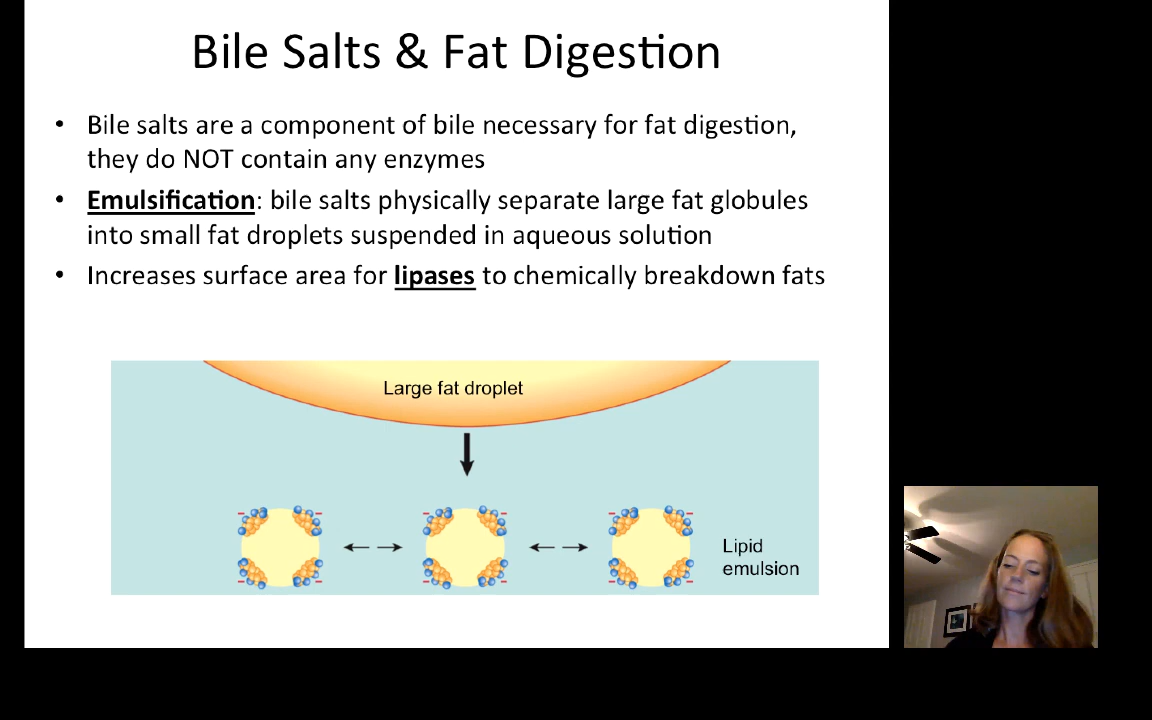 Bile Salts & Fat Digestion
• Bile salts are a component of bile necessary for fat digestion,
they do NOT contain any enzymes
• Emulsification: bile salts physically separate large fat globules
into small fat droplets suspended in aqueous solution
• Increases surface area for lipases to chemically breakdown fats
Large fat droplet
Lipid
emulsion